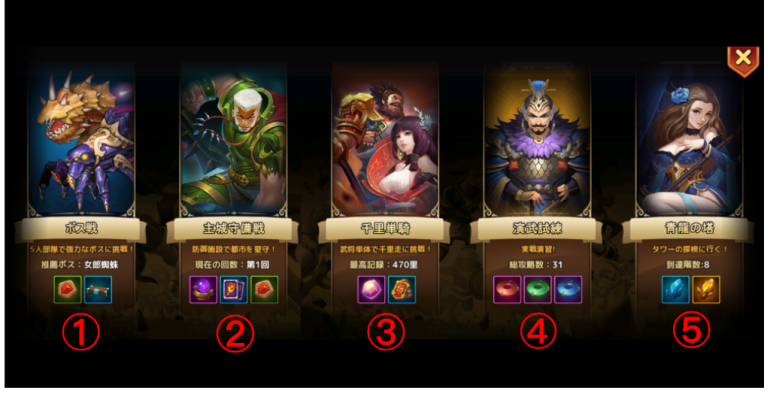 ボス戦
5人部隊で強力なボスに挑戦!
推薦ボス:女郎蜘蛛
①
主城守備戦
防御施設で都市を堅守!
現在の回数:第1回
②
千里単騎
武将単体で千里走に挑戦!
最高記録:470里
③
演武試練
実戦演習!
総攻略数:31
④
青龍の塔
タワーの探検に行く!
到達階数:8
⑤